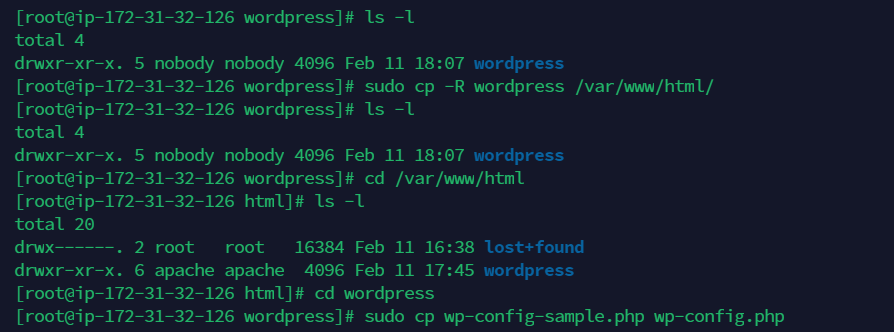 [root@ip-172-31-32-126 wordpress]# ls -l
total 4
drwxr-xr-x. 5 nobody nobody 4096 Feb 11 18:07 wordpress
[root@ip-172-31-32-126 wordpress]# sudo cp -R wordpress /var/www/html/
[root@ip-172-31-32-126 wordpress]# ls -l
total 4
drwxr-xr-x. 5 nobody nobody 4096 Feb 11 18:07 wordpress
[root@ip-172-31-32-126 wordpress]# cd /var/www/html
[root@ip-172-31-32-126 html]# ls -l
total 20
drwx------. 2 root   root   16384 Feb 11 16:38 lost+found
drwxr-xr-x. 6 apache apache  4096 Feb 11 17:45 wordpress
[root@ip-172-31-32-126 html]# cd wordpress
[root@ip-172-31-32-126 wordpress]# sudo cp wp-config-sample.php wp-config.php